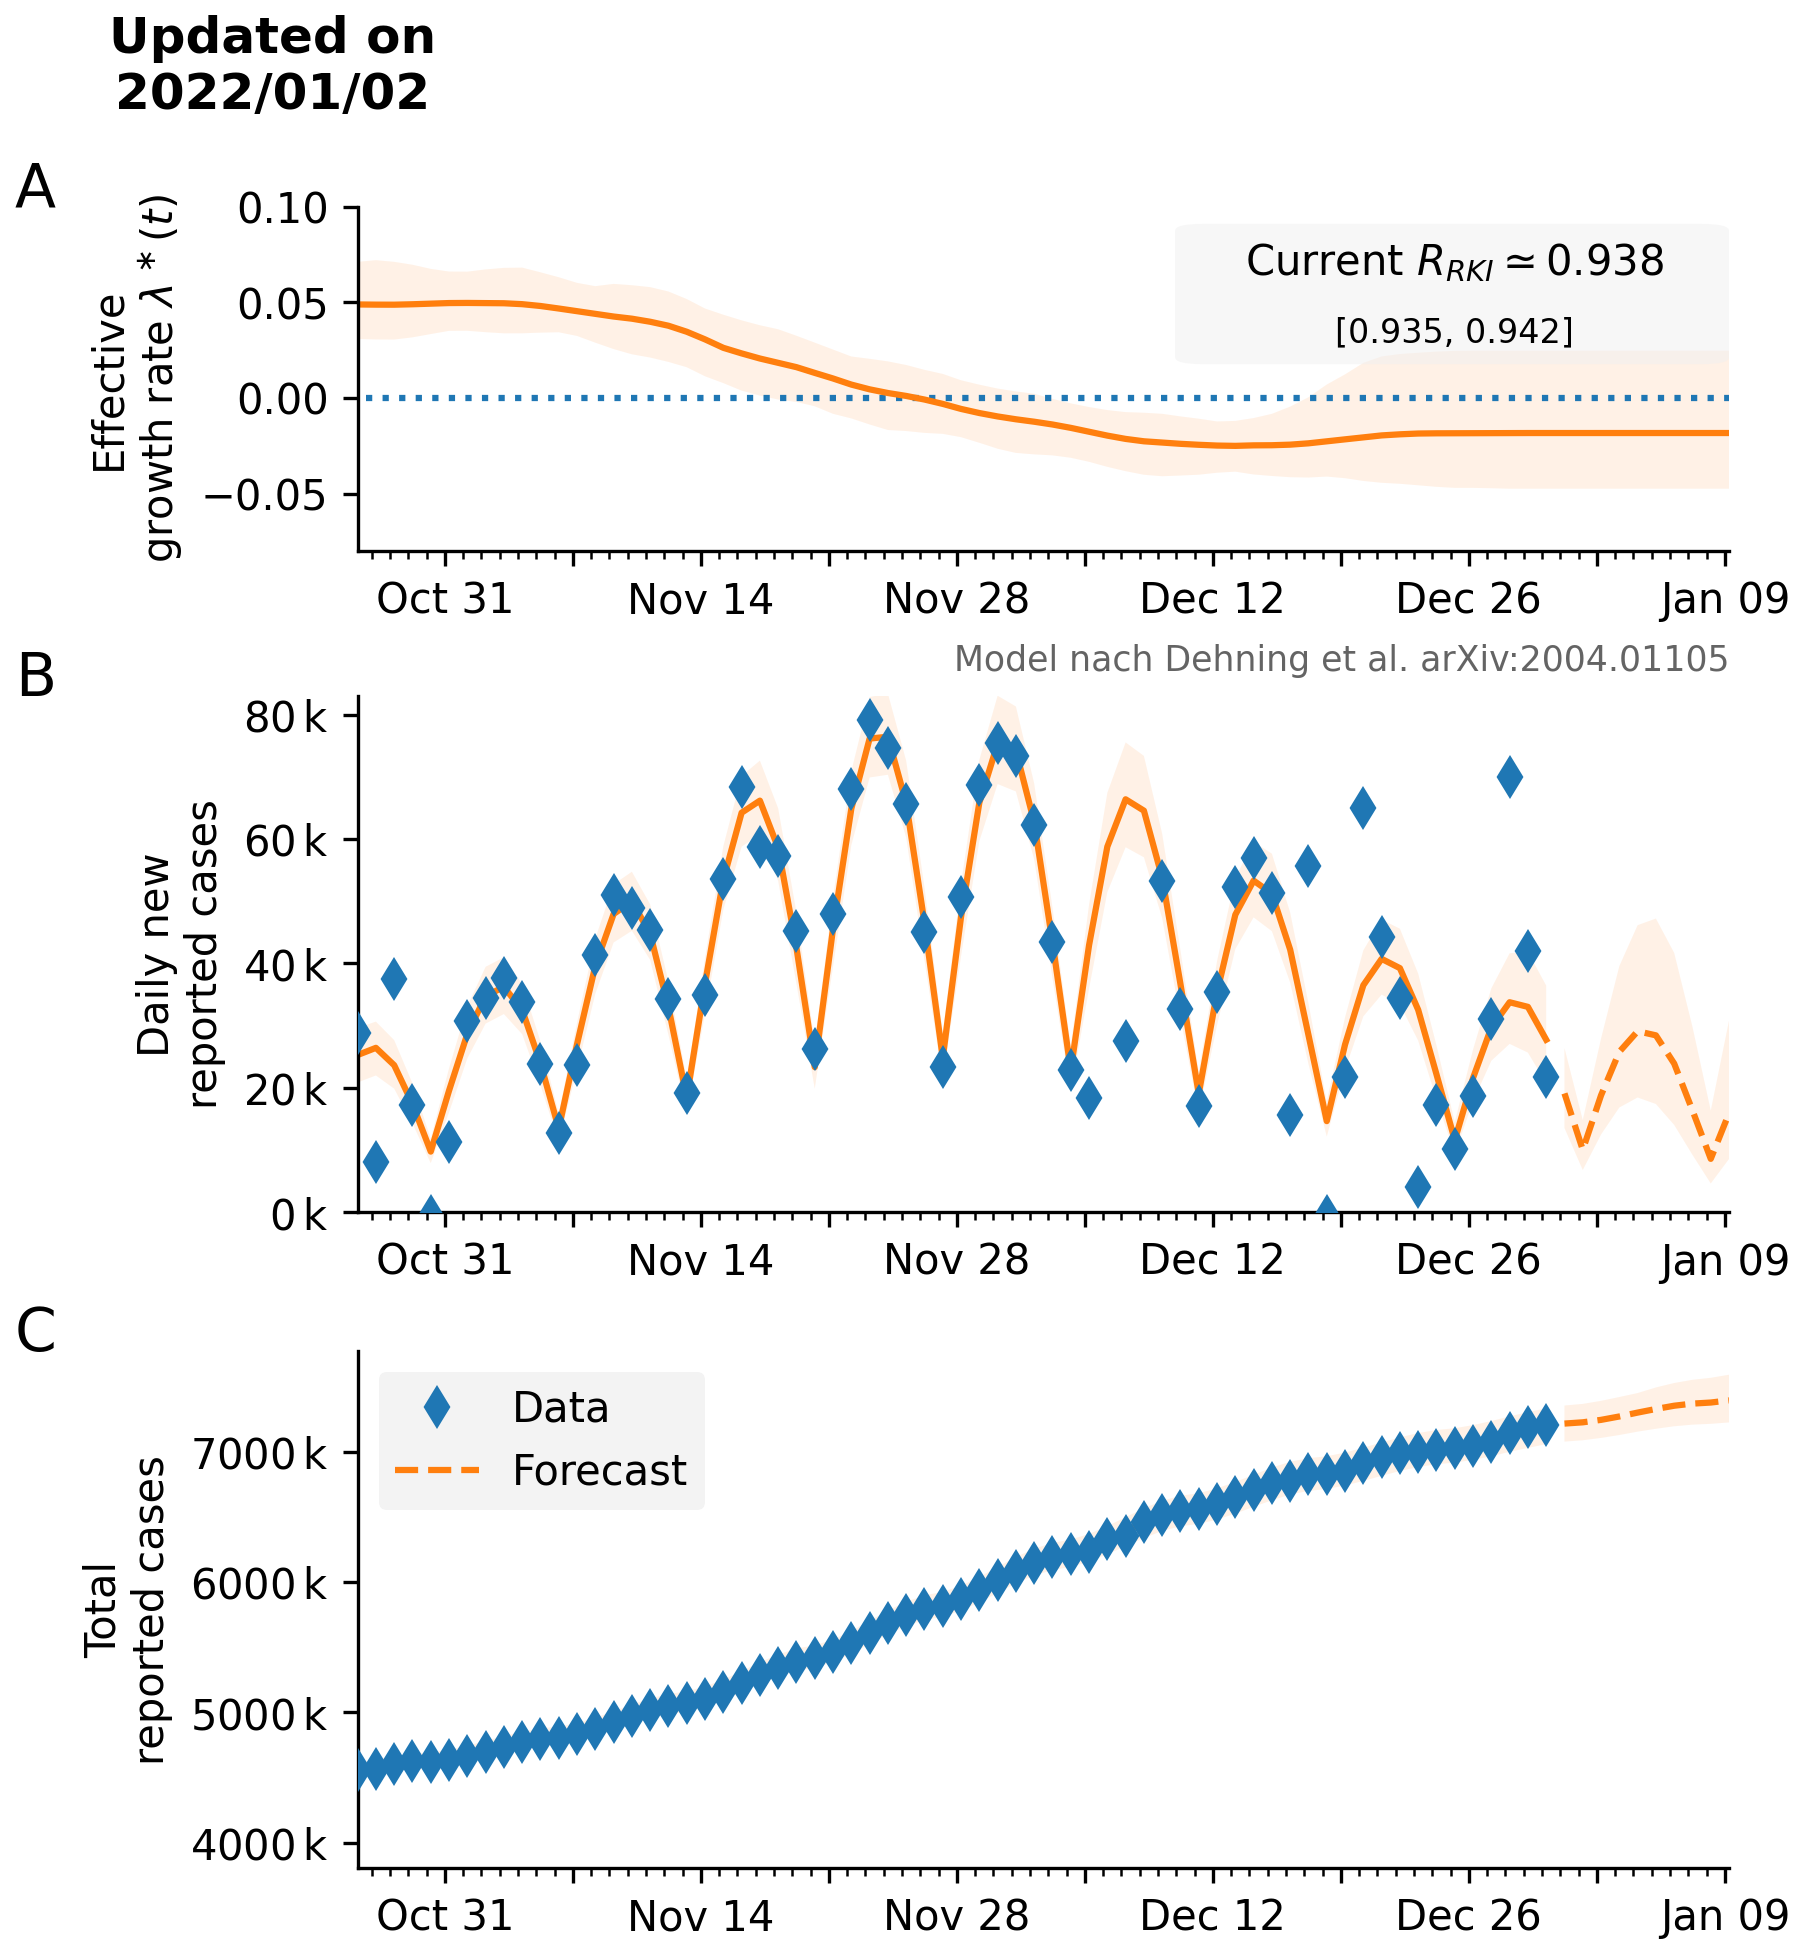 Updated on
2022/01/02
A
Effective
growth rate λ * (t)
0.10
0.05
0.00
−0.05
Current R_RKI ≃ 0.938
[0.935, 0.942]
Oct 31 Nov 14 Nov 28 Dec 12 Dec 26 Jan 09
B
Model nach Dehning et al. arXiv:2004.01105
Daily new
reported cases
80 k
60 k
40 k
20 k
0 k
Oct 31 Nov 14 Nov 28 Dec 12 Dec 26 Jan 09
C
Total
reported cases
Data
Forecast
7000 k
6000 k
5000 k
4000 k
Oct 31 Nov 14 Nov 28 Dec 12 Dec 26 Jan 09